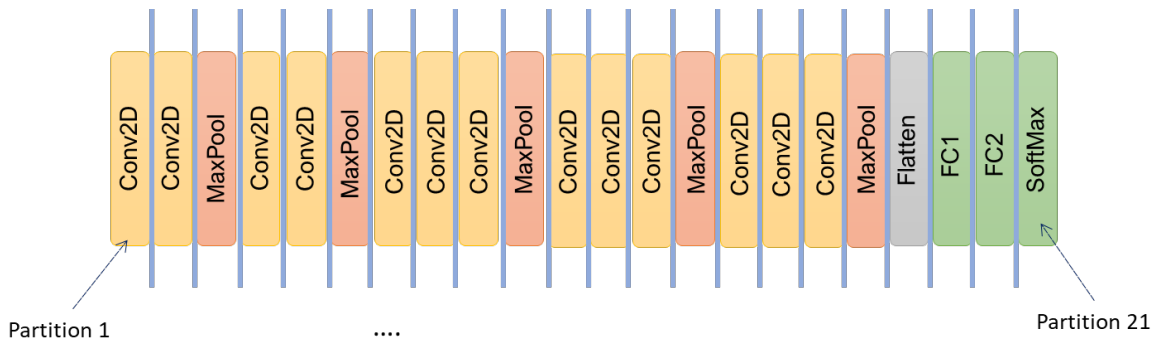 Conv2D
Conv2D
MaxPool
Conv2D
Conv2D
MaxPool
Conv2D
Conv2D
Conv2D
MaxPool
Conv2D
Conv2D
Conv2D
MaxPool
Conv2D
Conv2D
Conv2D
MaxPool
Flatten
FC1
FC2
SoftMax
Partition 1
....
Partition 21